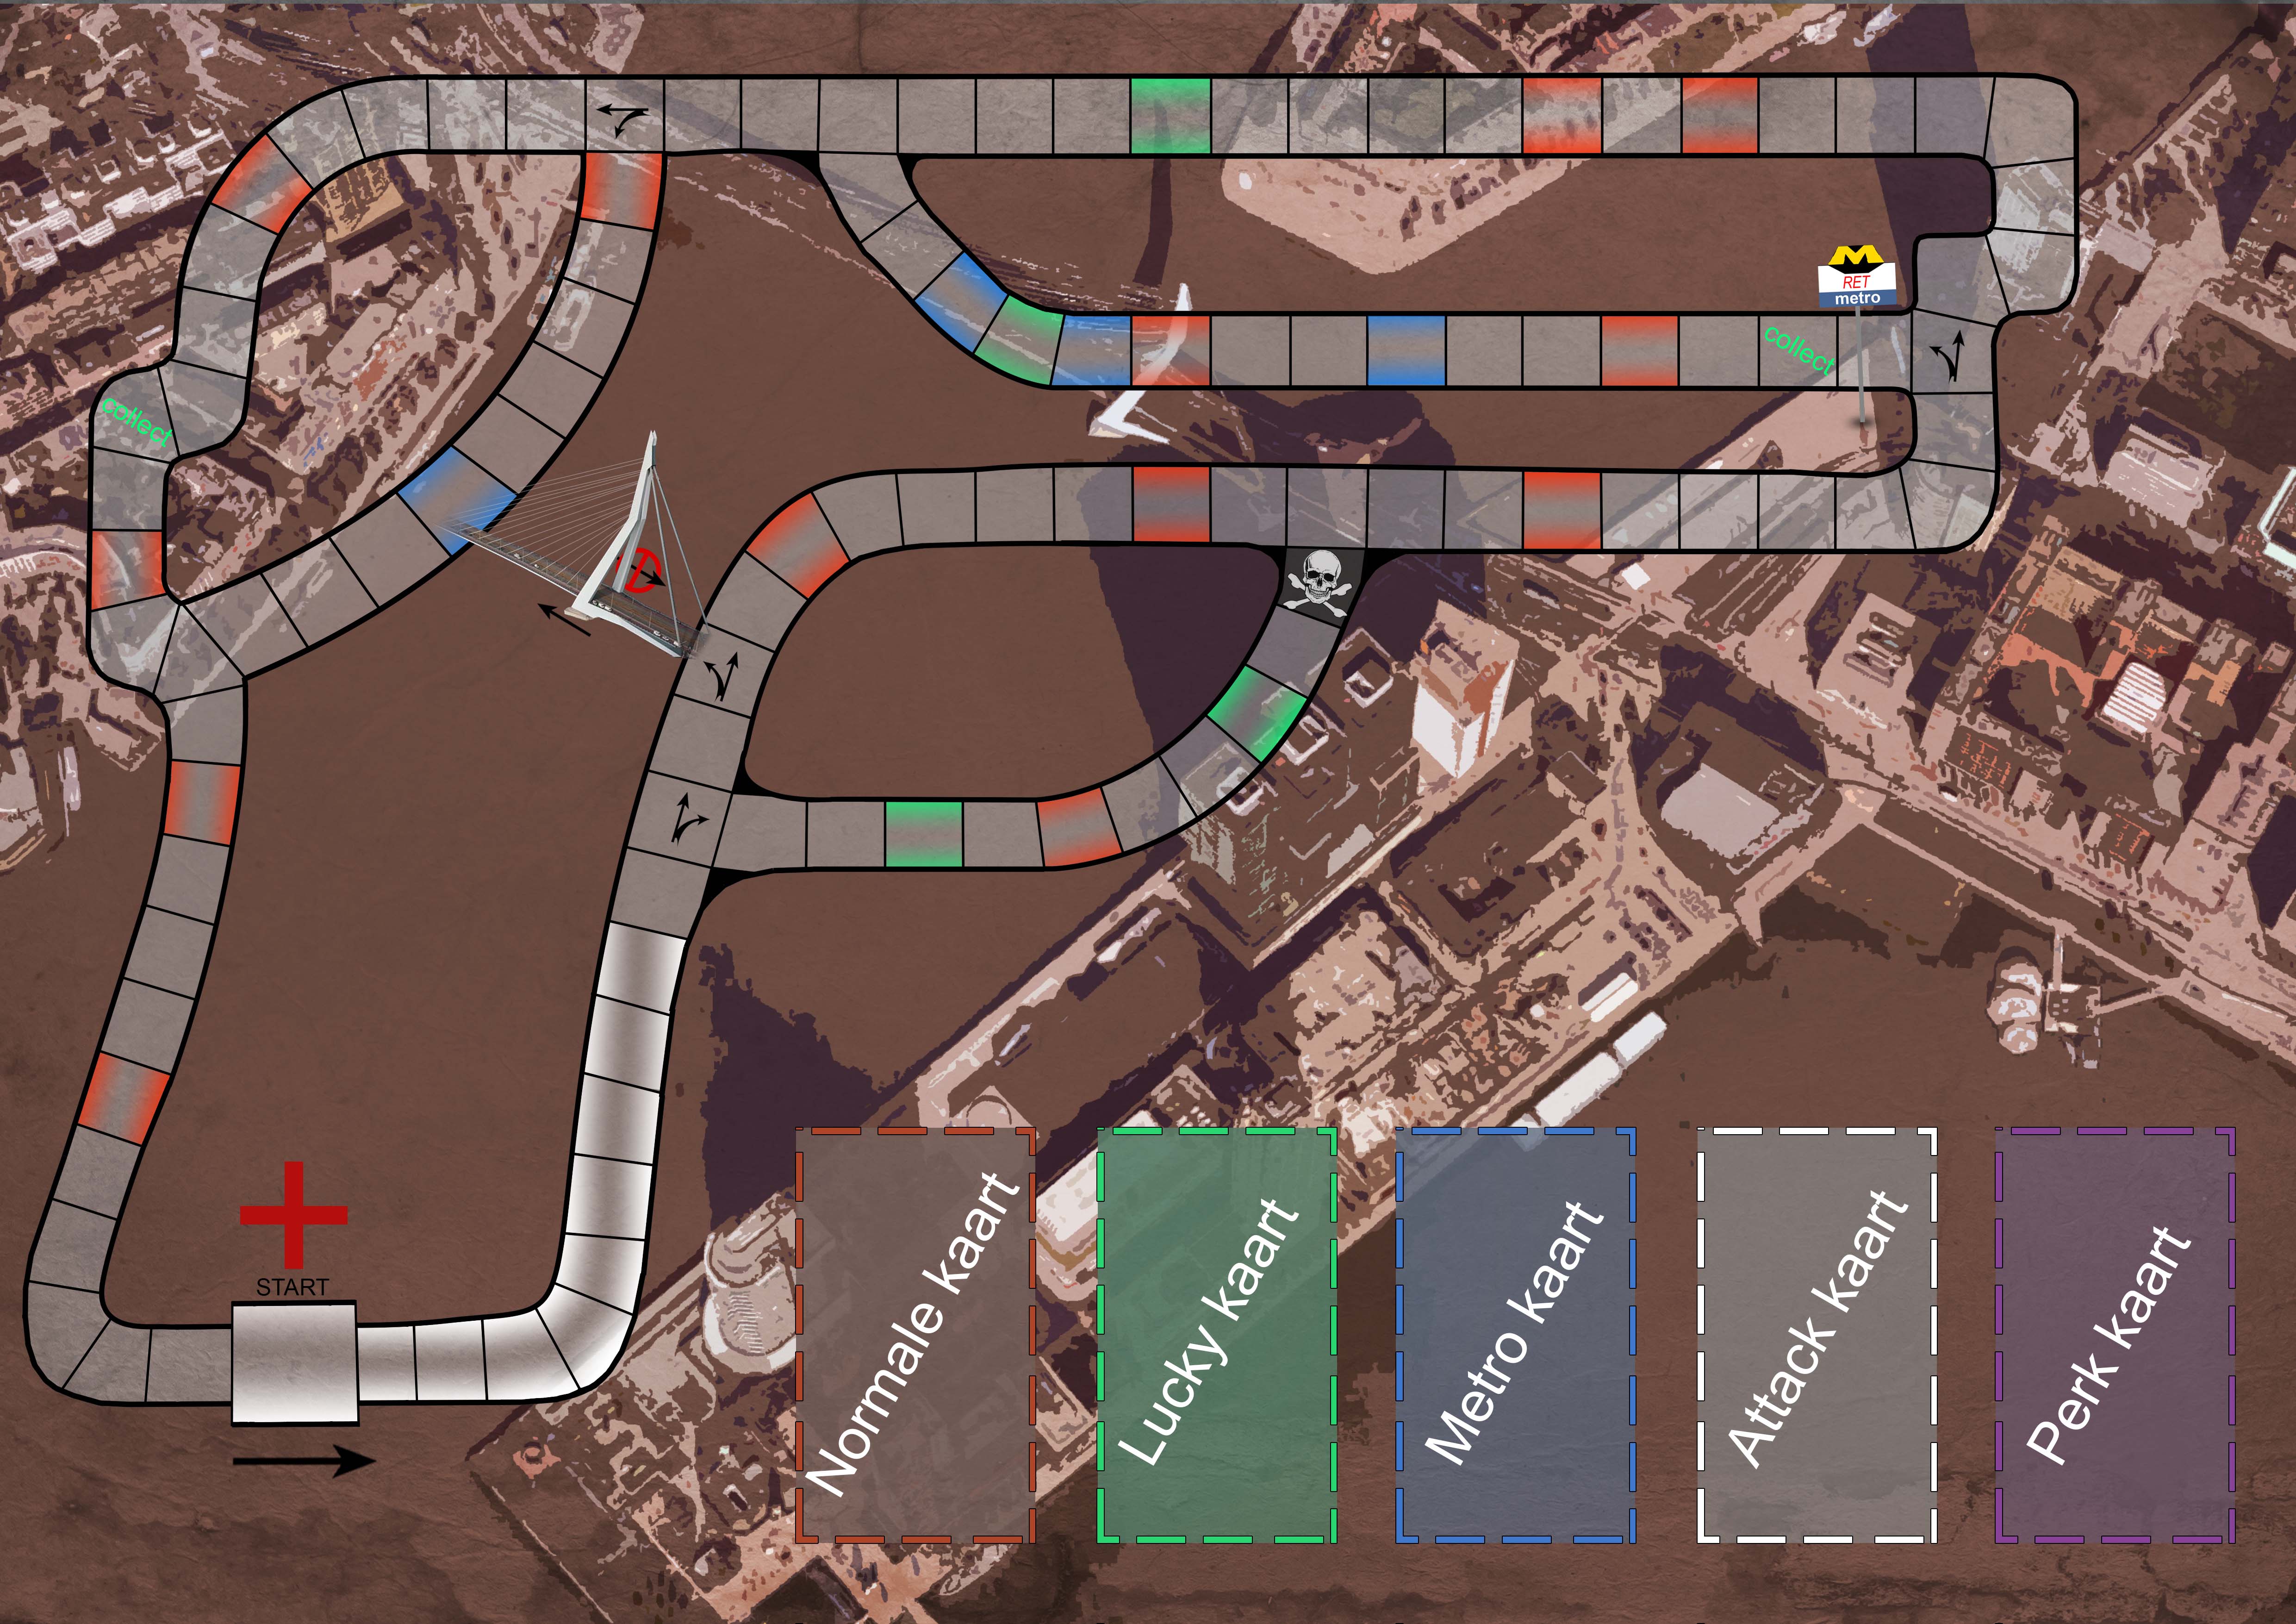 RET
metro
collect
collect
START
Normale kaart
Lucky kaart
Metro kaart
Attack kaart
Perk kaart